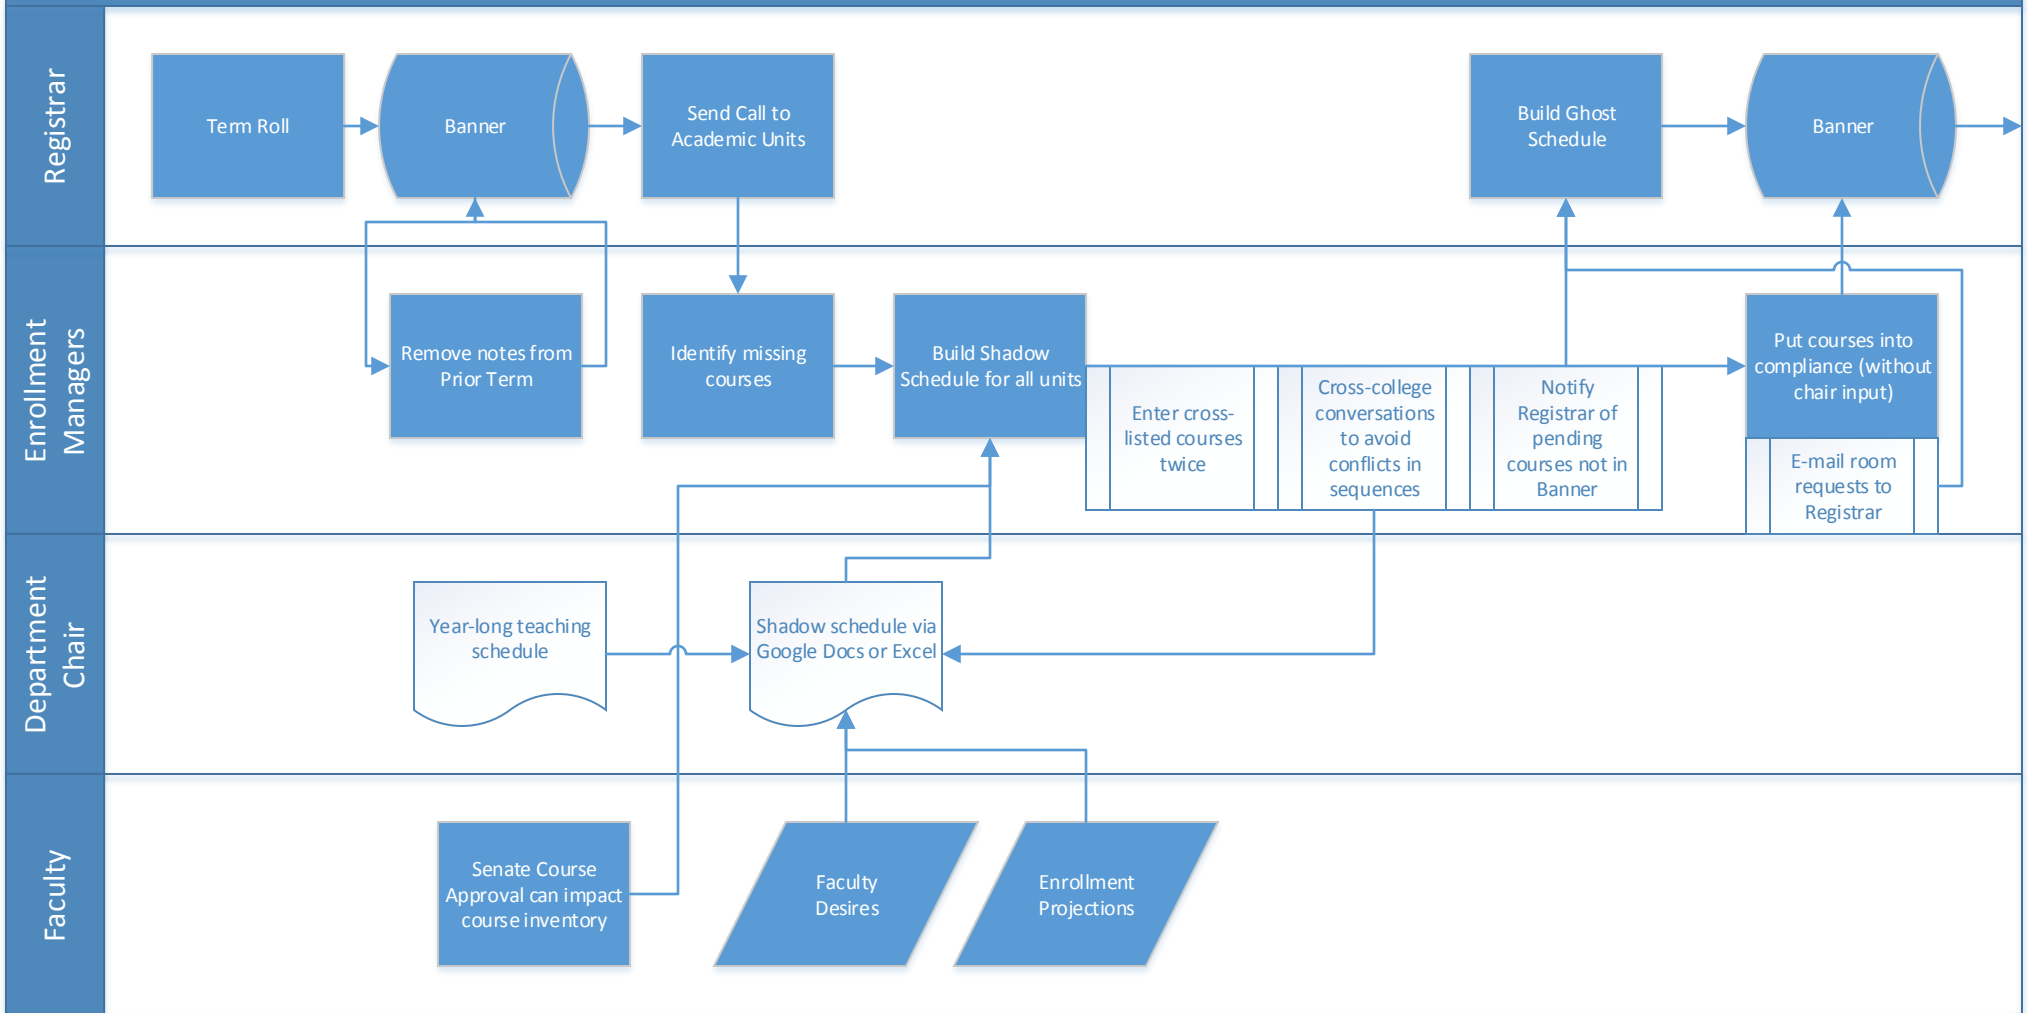 Registrar
Term Roll
Banner
Send Call to
Academic Units
Build Ghost
Schedule
Banner
Enrollment
Managers
Remove notes from
Prior Term
Identify missing
courses
Build Shadow
Schedule for all units
Enter cross-
listed courses
twice
Cross-college
conversations
to avoid
conflicts in
sequences
Notify
Registrar of
pending
courses not in
Banner
Put courses into
compliance (without
chair input)
E-mail room
requests to
Registrar
Department
Chair
Year-long teaching
schedule
Shadow schedule via
Google Docs or Excel
Faculty
Senate Course
Approval can impact
course inventory
Faculty
Desires
Enrollment
Projections